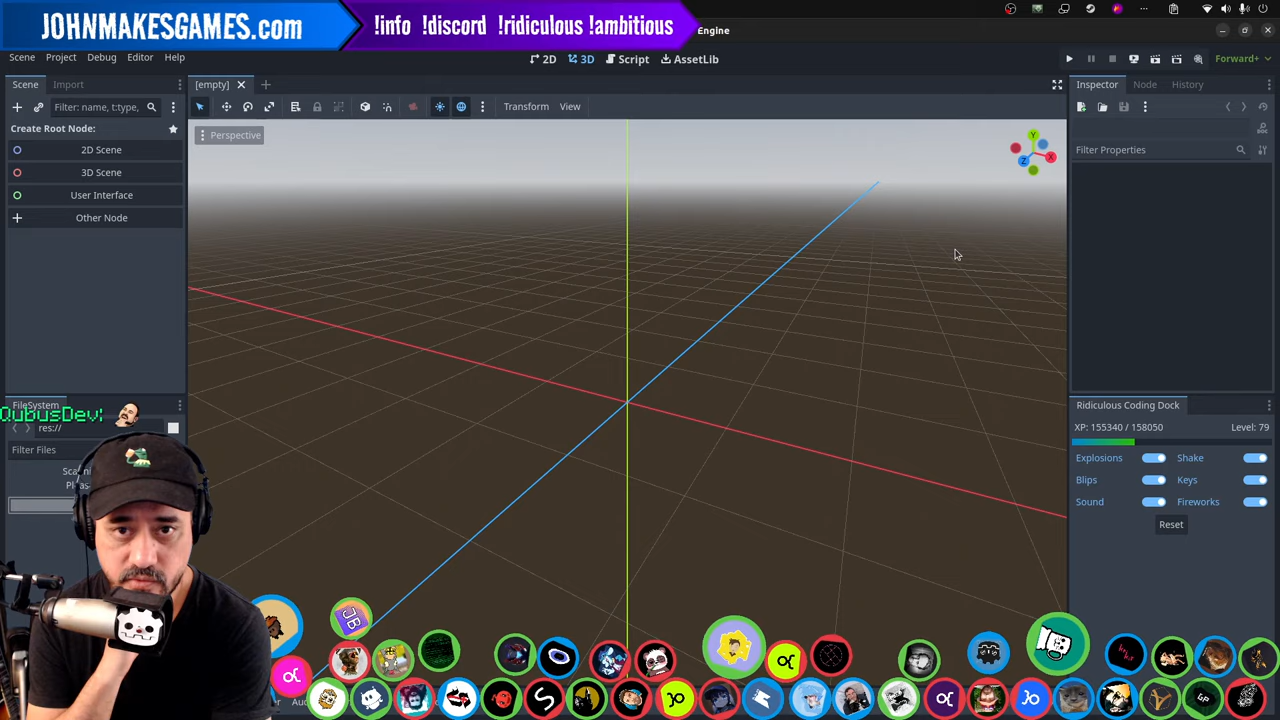 JOHNMAKESGAMES.COM
!info !discord !ridiculous !ambitious
Engine
Scene Project Debug Editor Help
2D 3D Script AssetLib
Forward+
Scene Import
[empty]
Inspector Node History
Filter: name, t:type,
Transform View
Create Root Node:
Perspective
Filter Properties
2D Scene
3D Scene
User Interface
Other Node
Y
X
Z
FileSystem
QubusDev:
res://
Filter Files
Ridiculous Coding Dock
XP: 155340 / 158050 Level: 79
Explosions Shake
Blips Keys
Sound Fireworks
Reset